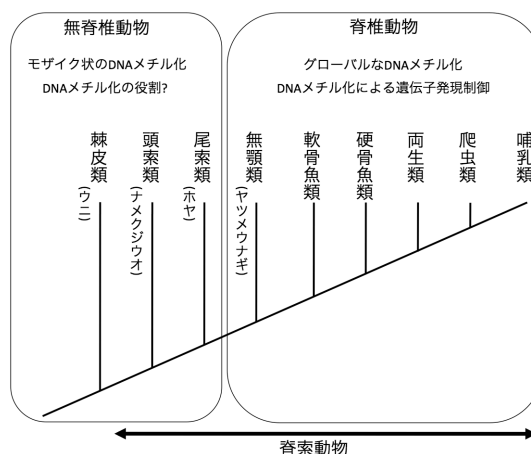 無脊椎動物
モザイク状のDNAメチル化
DNAメチル化の役割?
脊椎動物
グローバルなDNAメチル化
DNAメチル化による遺伝子発現制御
棘皮類
(ウニ)
頭索類
(ナメクジウオ)
尾索類
(ホヤ)
無顎類
(ヤツメウナギ)
軟骨魚類
硬骨魚類
両生類
爬虫類
哺乳類
脊索動物